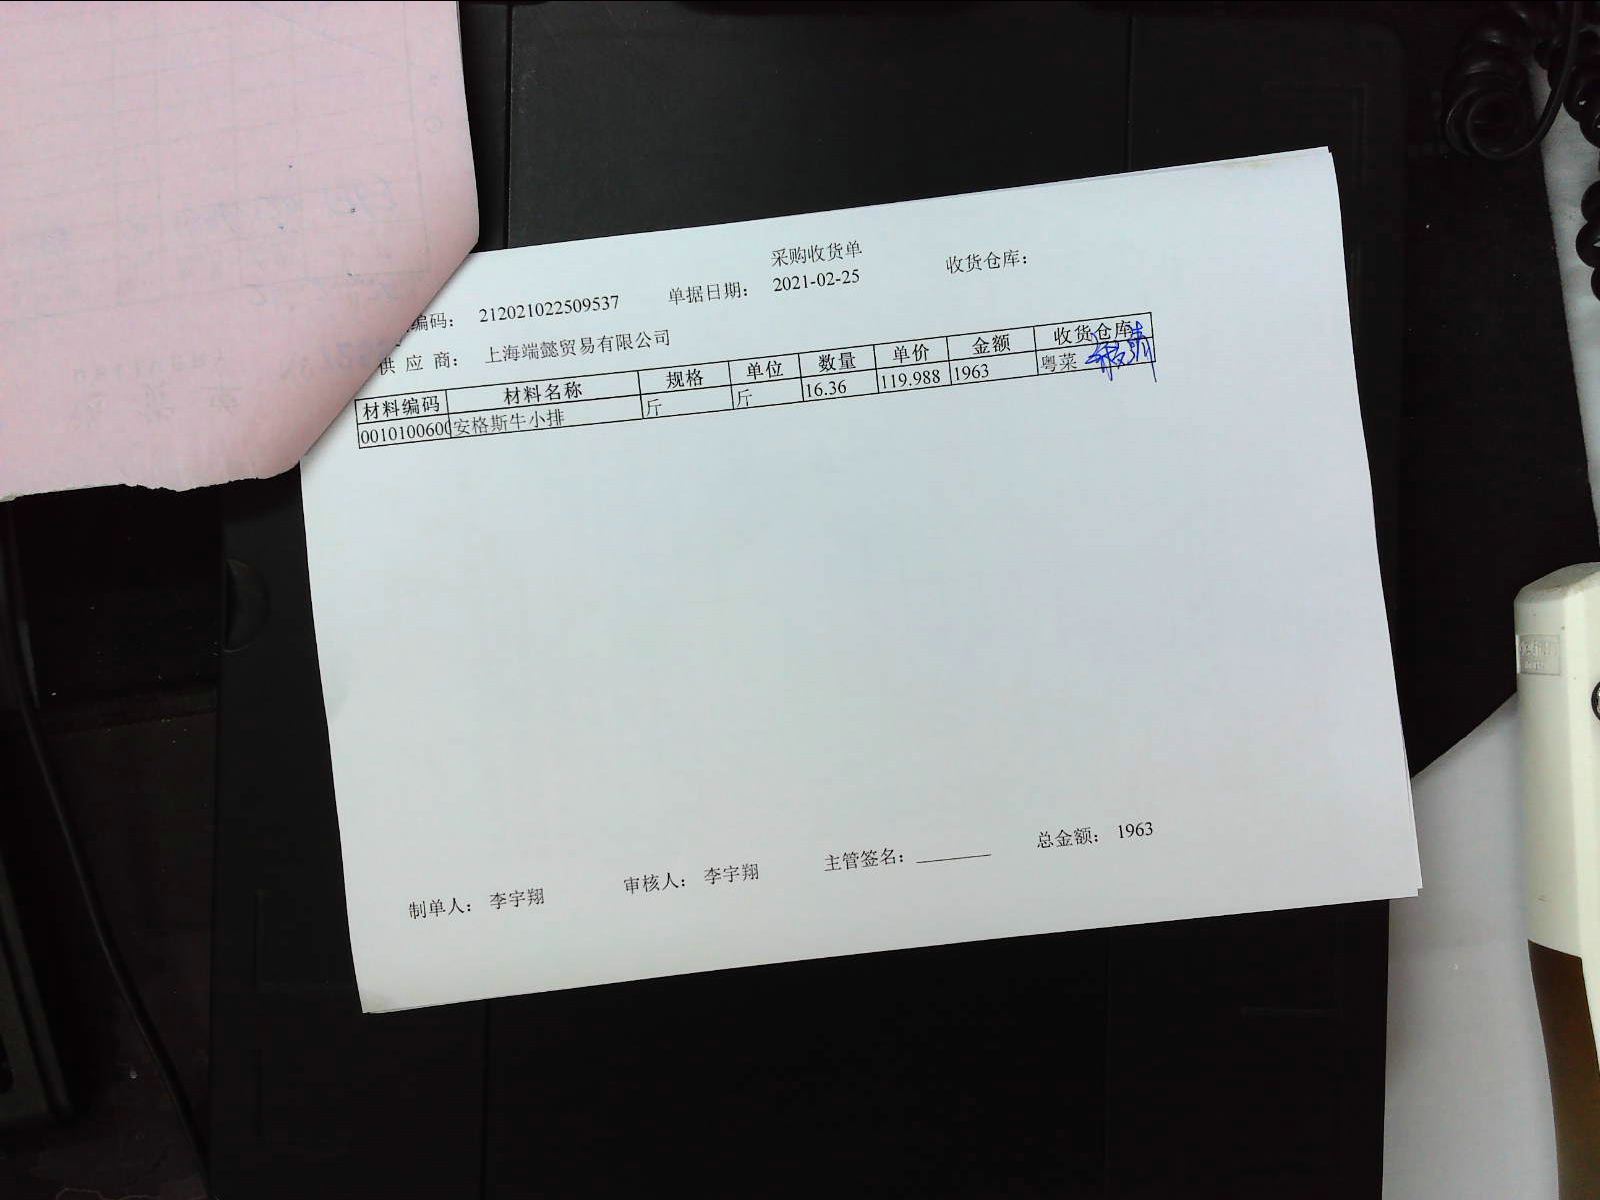 采购收货单
编码： 212021022509537 单据日期： 2021-02-25 收货仓库：
供 应 商： 上海端懿贸易有限公司
材料编码 材料名称 规格 单位 数量 单价 金额 收货仓库
0010100600 安格斯牛小排 斤 斤 16.36 119.988 1963 粤菜
制单人： 李宇翔 审核人： 李宇翔 主管签名： 总金额： 1963